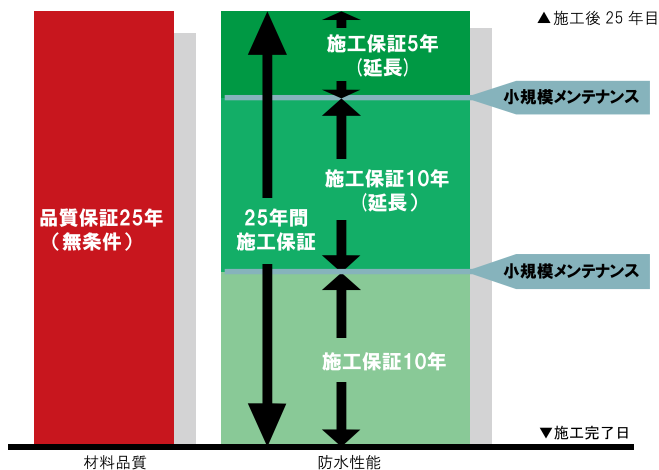 ▲施工後25年目
施工保証5年
(延長)
小規模メンテナンス
施工保証10年
(延長)
品質保証25年
(無条件)
25年間
施工保証
小規模メンテナンス
施工保証10年
▼施工完了日
材料品質
防水性能